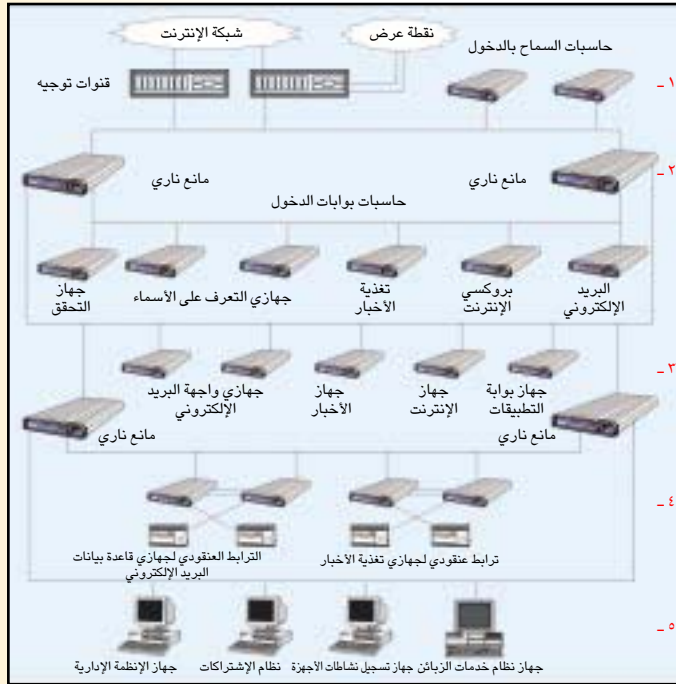 شبكة الإنترنت
نقطة عرض
حاسبات السماح بالدخول
١ -
قنوات توجيه
٢ -
مانع ناري
مانع ناري
حاسبات بوابات الدخول
البريد
الإلكتروني
بروكسي
الإنترنت
تغذية
الأخبار
جهازي التعرف على الأسماء
جهاز
التحقق
٣ -
جهاز بوابة
التطبيقات
جهاز
الإنترنت
جهاز
الأخبار
جهازي واجهة البريد
الإلكتروني
مانع ناري
مانع ناري
٤ -
ترابط عنقودي لجهازي تغذية الأخبار
الترابط العنقودي لجهازي قاعدة بيانات
البريد الإلكتروني
٥ -
جهاز نظام خدمات الزبائن
جهاز تسجيل نشاطات الأجهزة
نظام الإشتراكات
جهاز الإنظمة الإدارية